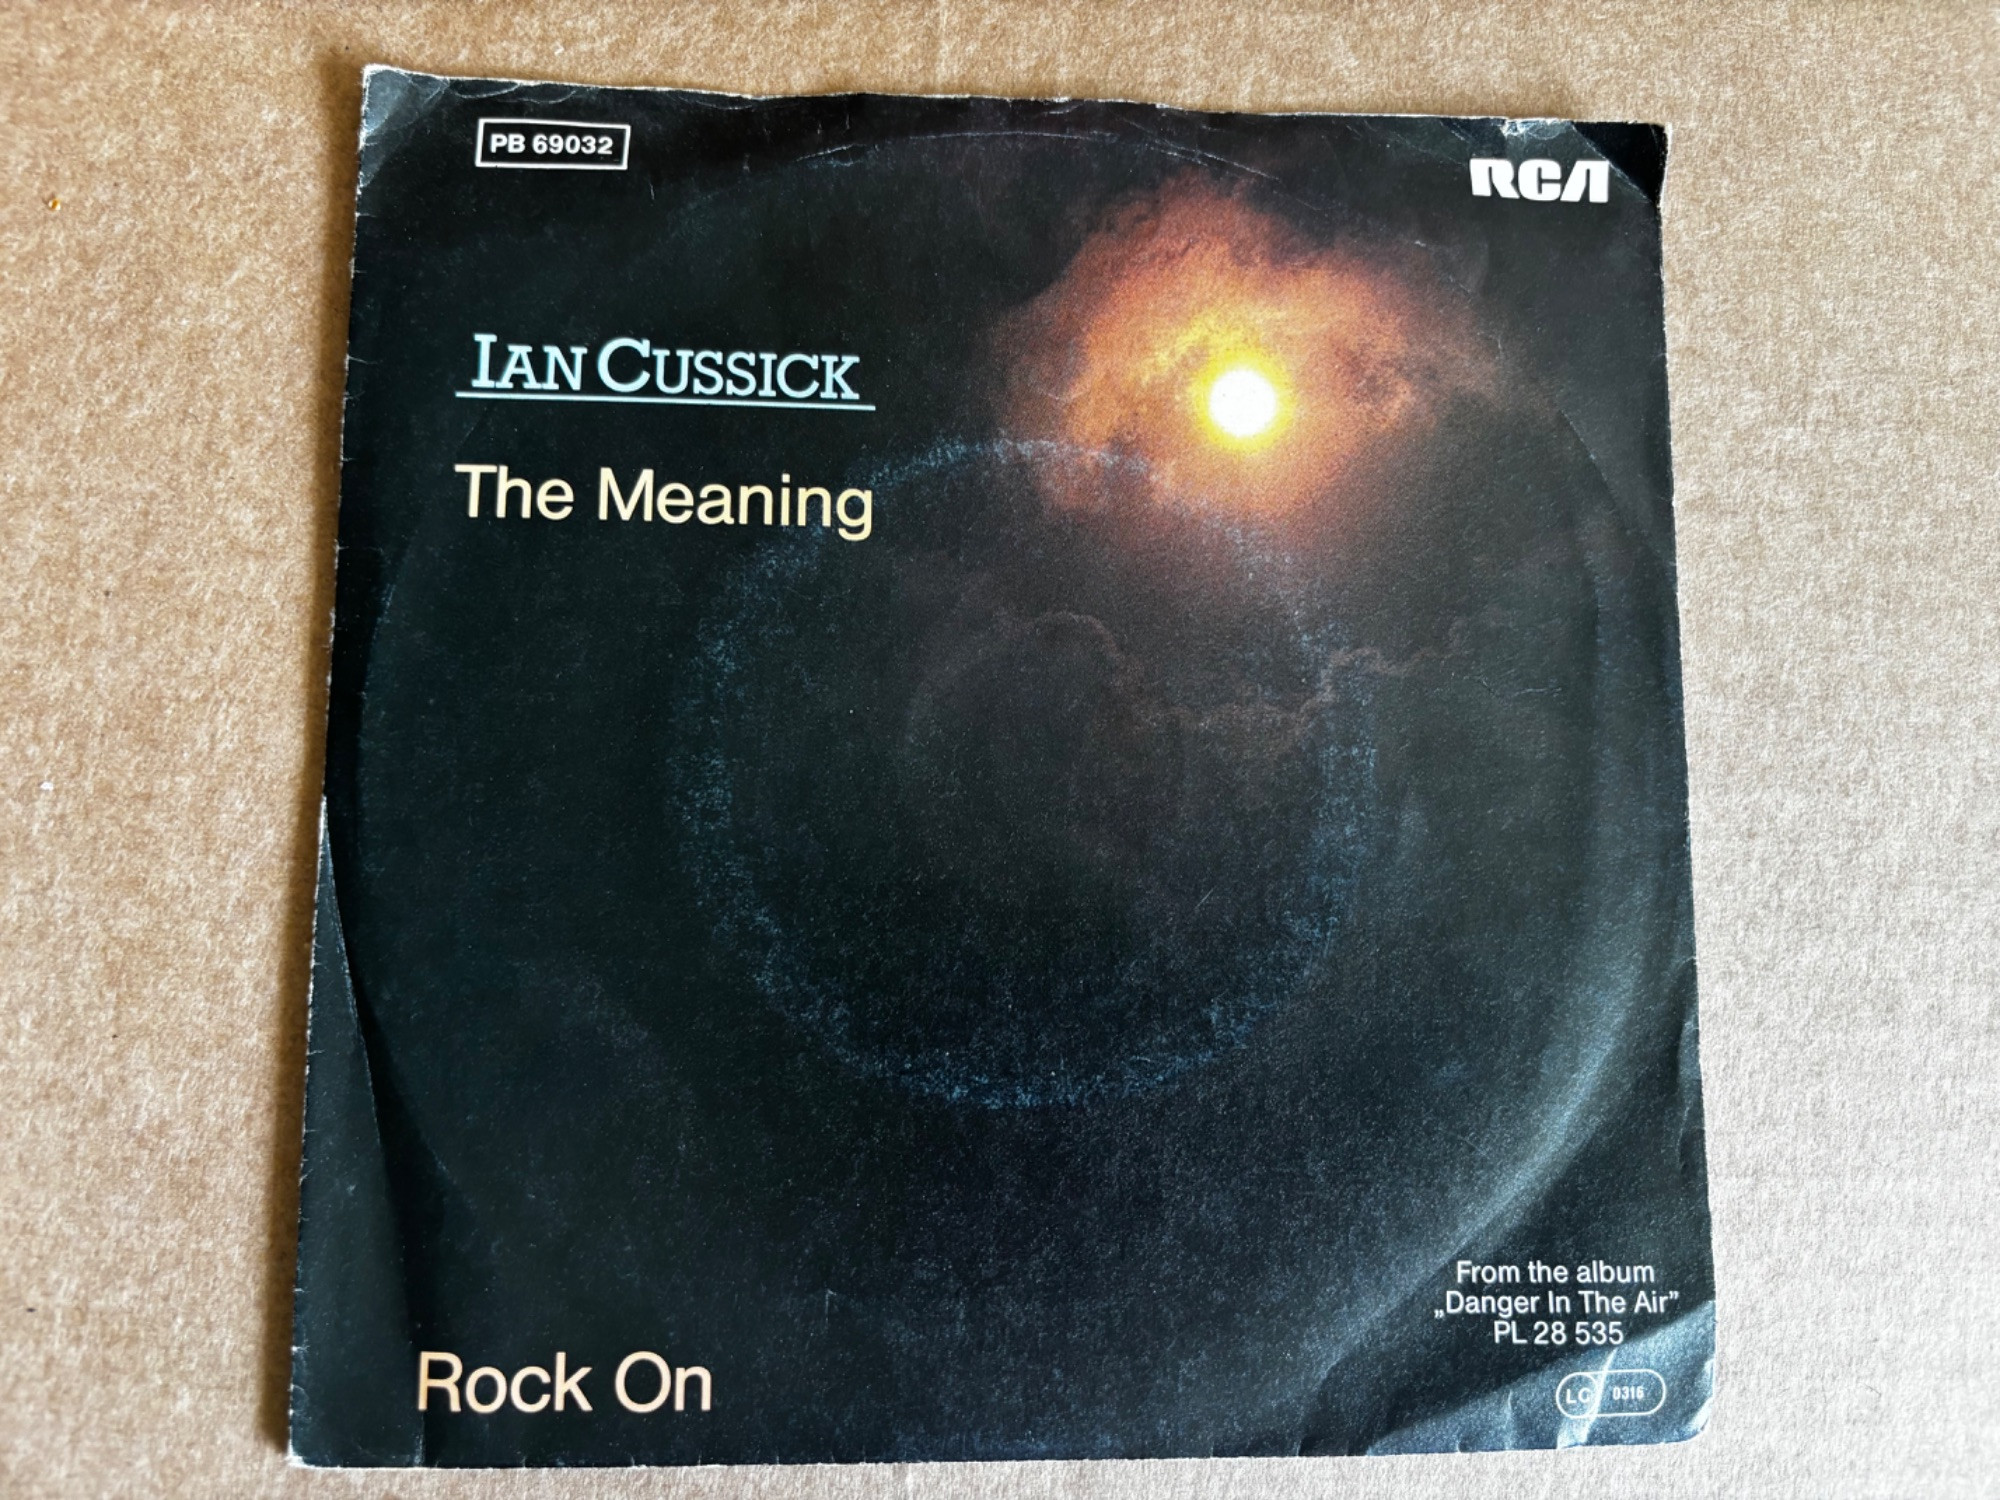 PB 69032
RCA
IAN CUSSICK
The Meaning
From the album
„Danger In The Air”
PL 28 535
LC 0316
Rock On